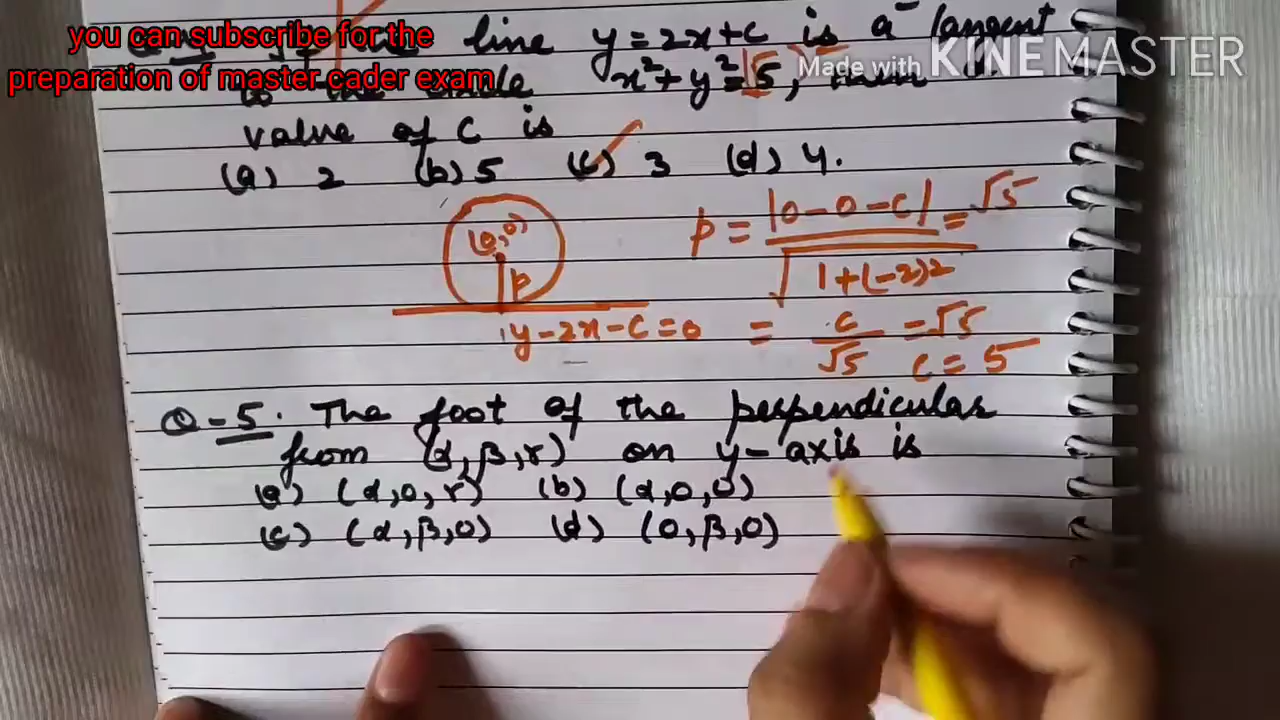 you can subscribe for the
preparation of master cader exam
Made with KINEMASTER
line y = 2x + c is a tangent
x² + y² = 5, then
value of c is
(a) 2 (b) 5 (c) 3 (d) 4.
(0,0)
p
y - 2x - c = 0
p = |0 - 0 - c| = √5
√1 + (-2)²
= c = √5
√5 c = 5
Q-5. The foot of the perpendicular
from (α, β, r) on y-axis is
(a) (α, 0, r) (b) (α, 0, 0)
(c) (α, β, 0) (d) (0, β, 0)